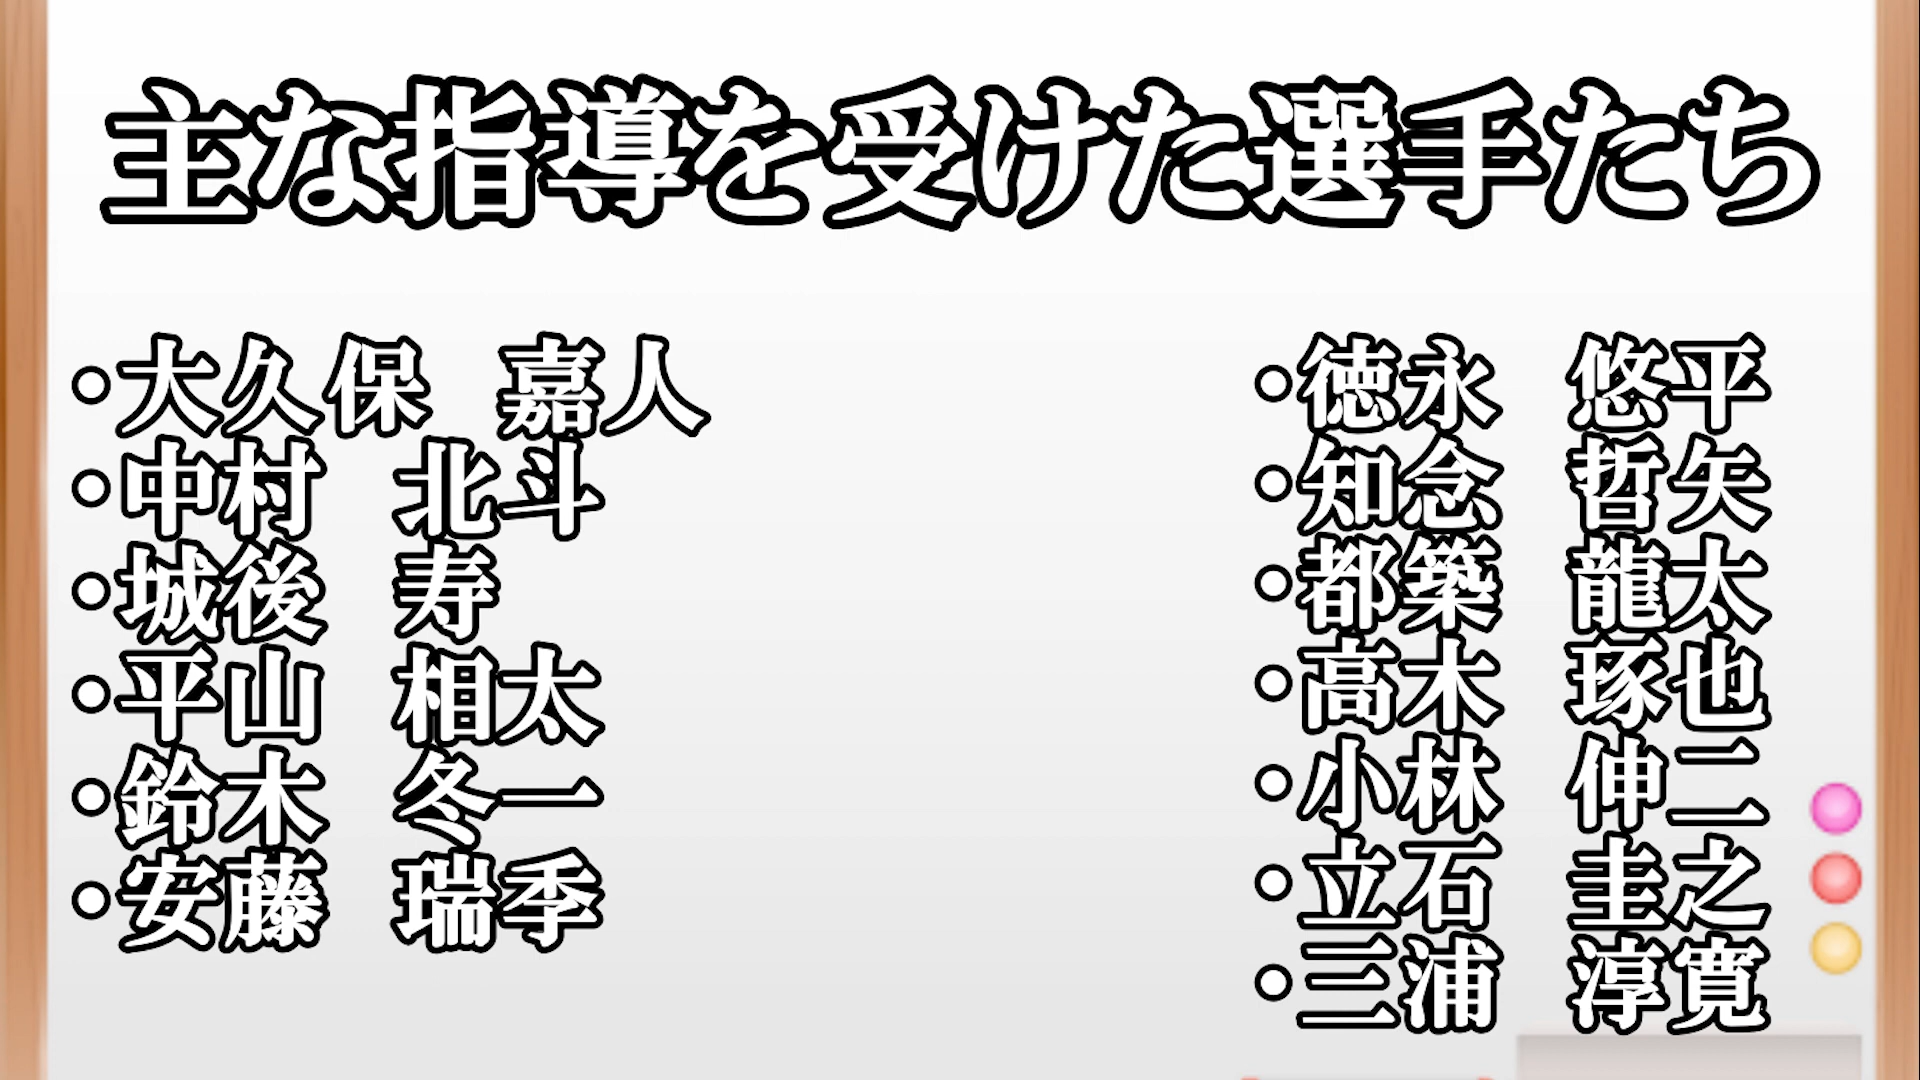 主な指導を受けた選手たち
・大久保 嘉人
・中村 北斗
・城後 寿
・平山 相太
・鈴木 冬一
・安藤 瑞季
・徳永 悠平
・知念 哲矢
・都築 龍太
・高木 琢也
・小林 伸二
・立石 圭之
・三浦 淳寛